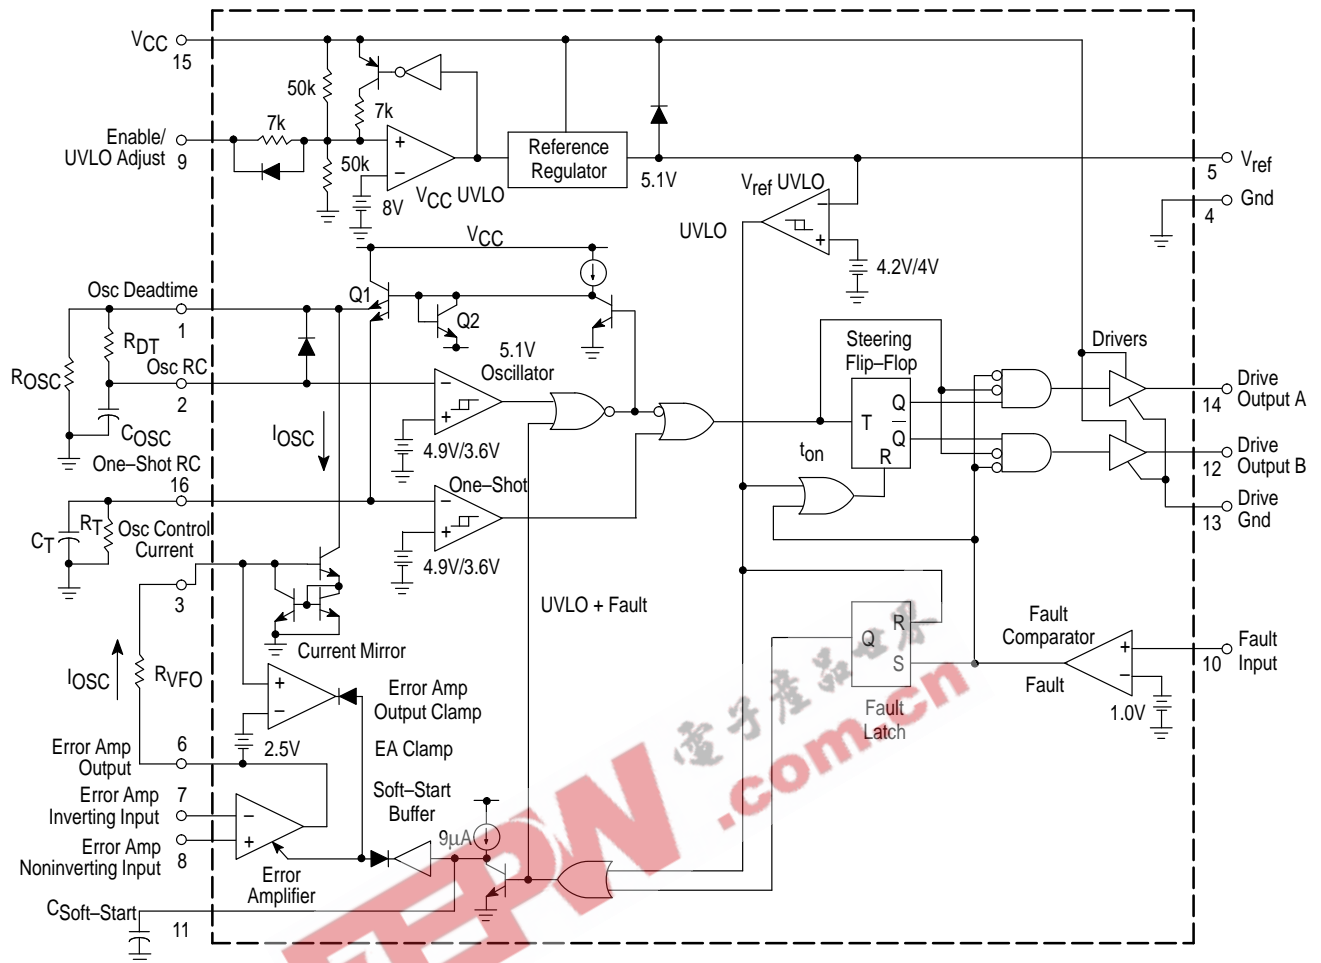 VCC
15
50k
7k
7k
Enable/
UVLO Adjust
9
50k
+
−
8V
VCC UVLO
Reference
Regulator
5.1V
Vref UVLO
−
+
UVLO
4.2V/4V
5
Vref
4
Gnd
VCC
Osc Deadtime
1
Q1
Q2
RDT
ROSC
Osc RC
2
COSC
5.1V
Oscillator
−
+
4.9V/3.6V
IOSC
One–Shot RC
16
One–Shot
−
+
4.9V/3.6V
CT
RT
Osc Control
Current
3
Steering
Flip–Flop
T
Q
Q
R
ton
Drivers
14
Drive
Output A
12
Drive
Output B
13
Drive
Gnd
UVLO + Fault
Current Mirror
IOSC
RVFO
+
−
2.5V
Error Amp
Output Clamp
EA Clamp
Q
R
S
Fault
Latch
Fault
Comparator
Fault
+
−
1.0V
10
Fault
Input
Error Amp
Output
6
Error Amp
Inverting Input
7
Error Amp
Noninverting Input
8
−
+
Error
Amplifier
Soft–Start
Buffer
9µA
CSoft–Start
11
EEPW
.com.cn
電子產品世界